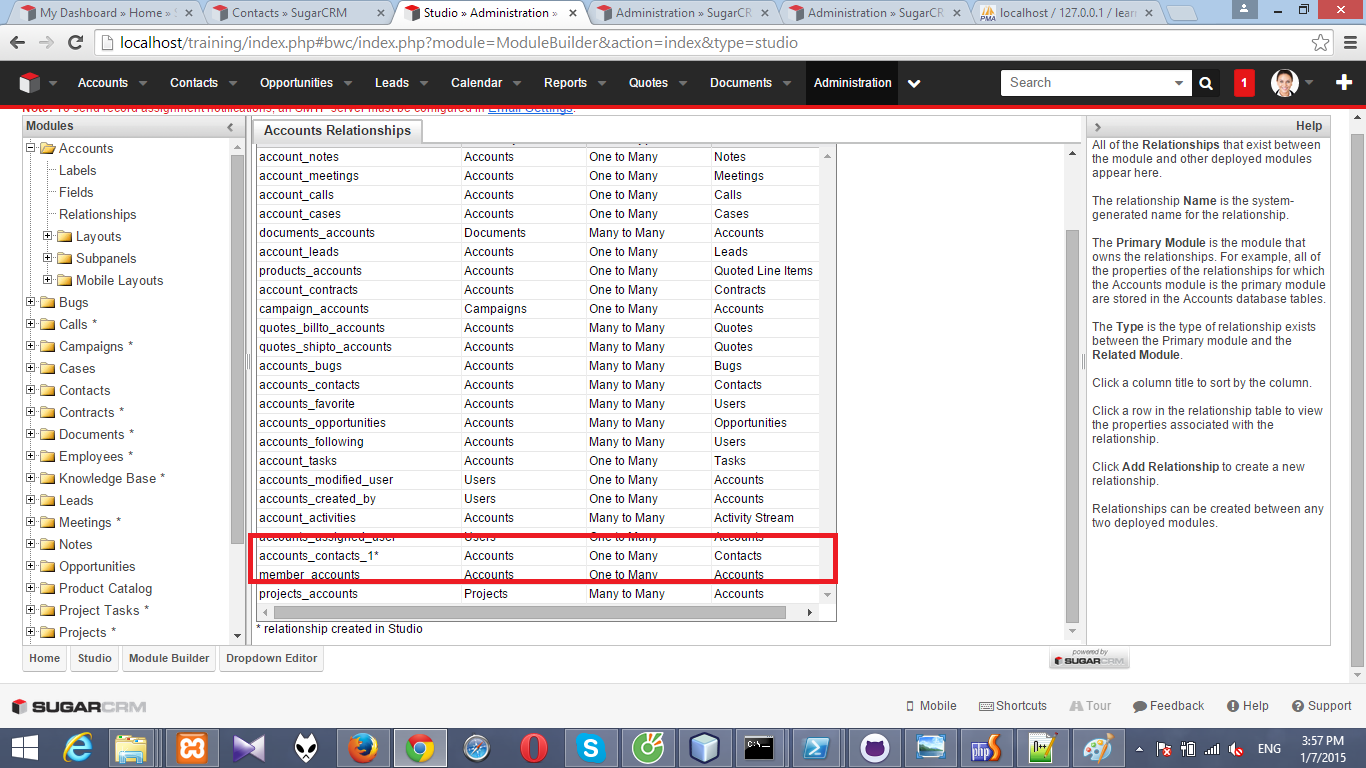 My Dashboard » Home » S
Contacts » SugarCRM
Studio » Administration »
Administration » SugarCR
Administration » SugarCR
localhost / 127.0.0.1 / lear
localhost/training/index.php#bwc/index.php?module=ModuleBuilder&action=index&type=studio
Accounts
Contacts
Opportunities
Leads
Calendar
Reports
Quotes
Documents
Administration
Search
1
Note: To send record assignment notifications, an SMTP server must be configured in Email Settings.
Modules
Accounts
Labels
Fields
Relationships
Layouts
Subpanels
Mobile Layouts
Bugs
Calls *
Campaigns *
Cases
Contacts
Contracts *
Documents *
Employees *
Knowledge Base *
Leads
Meetings *
Notes
Opportunities
Product Catalog
Project Tasks *
Projects *
Accounts Relationships
account_notes Accounts One to Many Notes
account_meetings Accounts One to Many Meetings
account_calls Accounts One to Many Calls
account_cases Accounts One to Many Cases
documents_accounts Documents Many to Many Accounts
account_leads Accounts One to Many Leads
products_accounts Accounts One to Many Quoted Line Items
account_contracts Accounts One to Many Contracts
campaign_accounts Campaigns One to Many Accounts
quotes_billto_accounts Accounts Many to Many Quotes
quotes_shipto_accounts Accounts Many to Many Quotes
accounts_bugs Accounts Many to Many Bugs
accounts_contacts Accounts Many to Many Contacts
accounts_favorite Accounts Many to Many Users
accounts_opportunities Accounts Many to Many Opportunities
accounts_following Accounts Many to Many Users
account_tasks Accounts One to Many Tasks
accounts_modified_user Users One to Many Accounts
accounts_created_by Users One to Many Accounts
account_activities Accounts Many to Many Activity Stream
accounts_assigned_user Users One to Many Accounts
accounts_contacts_1* Accounts One to Many Contacts
member_accounts Accounts One to Many Accounts
projects_accounts Projects Many to Many Accounts
* relationship created in Studio
Help
All of the Relationships that exist between
the module and other deployed modules
appear here.
The relationship Name is the system-
generated name for the relationship.
The Primary Module is the module that
owns the relationships. For example, all of
the properties of the relationships for which
the Accounts module is the primary module
are stored in the Accounts database tables.
The Type is the type of relationship exists
between the Primary module and the
Related Module.
Click a column title to sort by the column.
Click a row in the relationship table to view
the properties associated with the
relationship.
Click Add Relationship to create a new
relationship.
Relationships can be created between any
two deployed modules.
Home
Studio
Module Builder
Dropdown Editor
powered by
SUGARCRM
SUGARCRM
Mobile
Shortcuts
Tour
Feedback
Help
Support
ENG
3:57 PM
1/7/2015